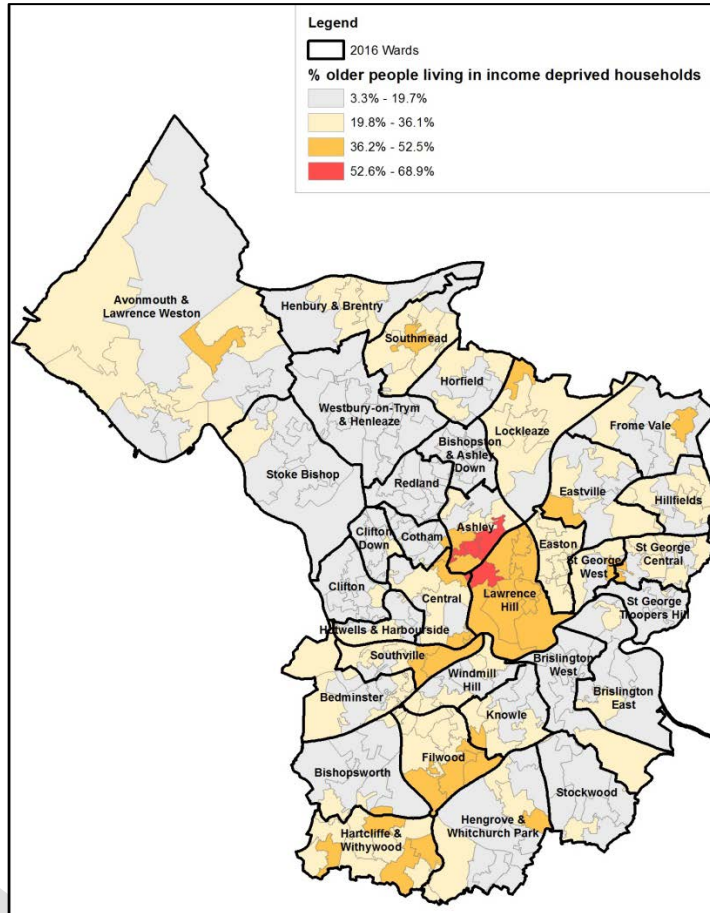 Legend
2016 Wards
% older people living in income deprived households
3.3% - 19.7%
19.8% - 36.1%
36.2% - 52.5%
52.6% - 68.9%
Avonmouth &
Lawrence Weston
Henbury & Brentry
Southmead
Horfield
Westbury-on-Trym
& Henleaze
Lockleaze
Frome Vale
Bishopston
& Ashley
Down
Stoke Bishop
Redland
Eastville
Hillfields
Ashley
Clifton
Down
Cotham
Easton
St George
Central
St George
West
Clifton
Central
Lawrence
Hill
St George
Troopers Hill
Hotwells & Harbourside
Southville
Brislington
West
Windmill
Hill
Bedminster
Brislington
East
Knowle
Filwood
Bishopsworth
Stockwood
Hengrove &
Whitchurch Park
Hartcliffe &
Withywood